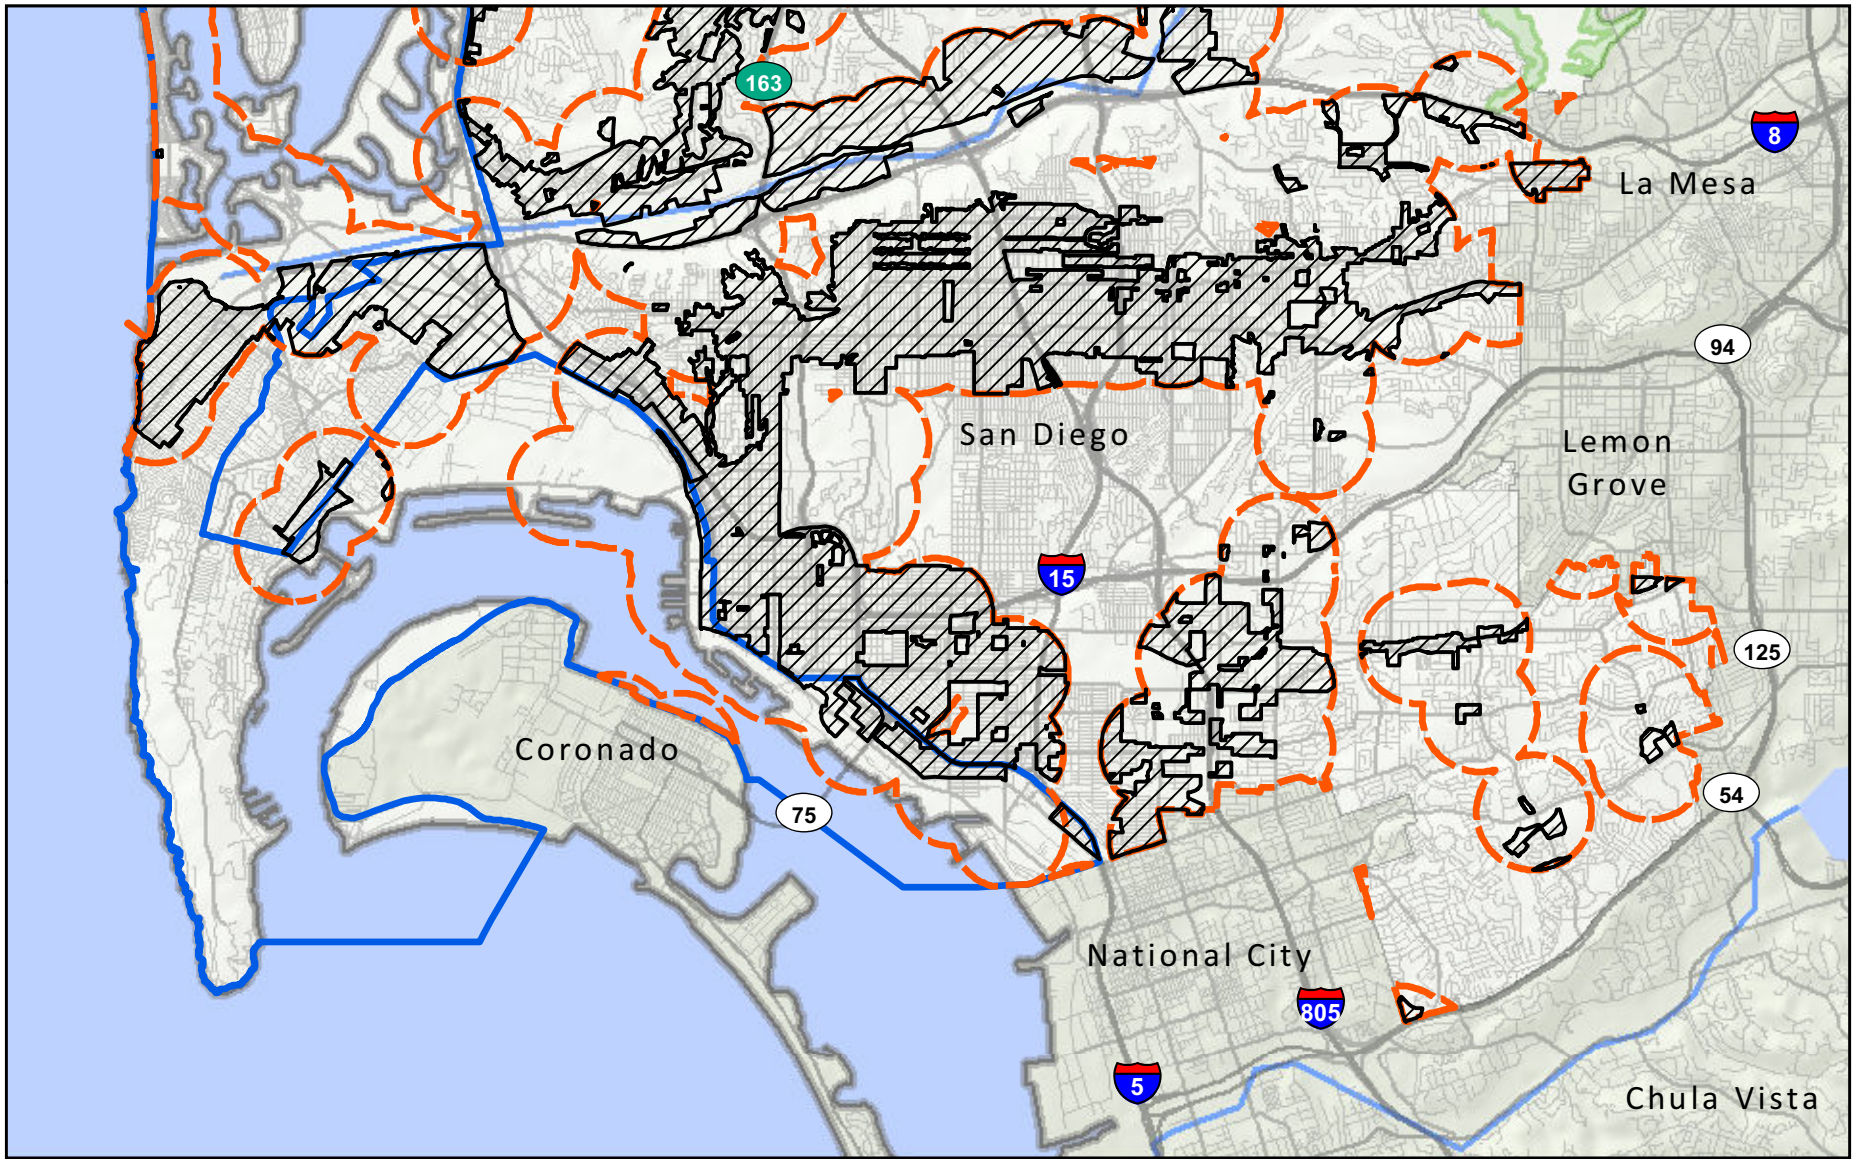 163
8
La Mesa
94
San Diego
Lemon
Grove
15
125
Coronado
54
75
National City
805
5
Chula Vista